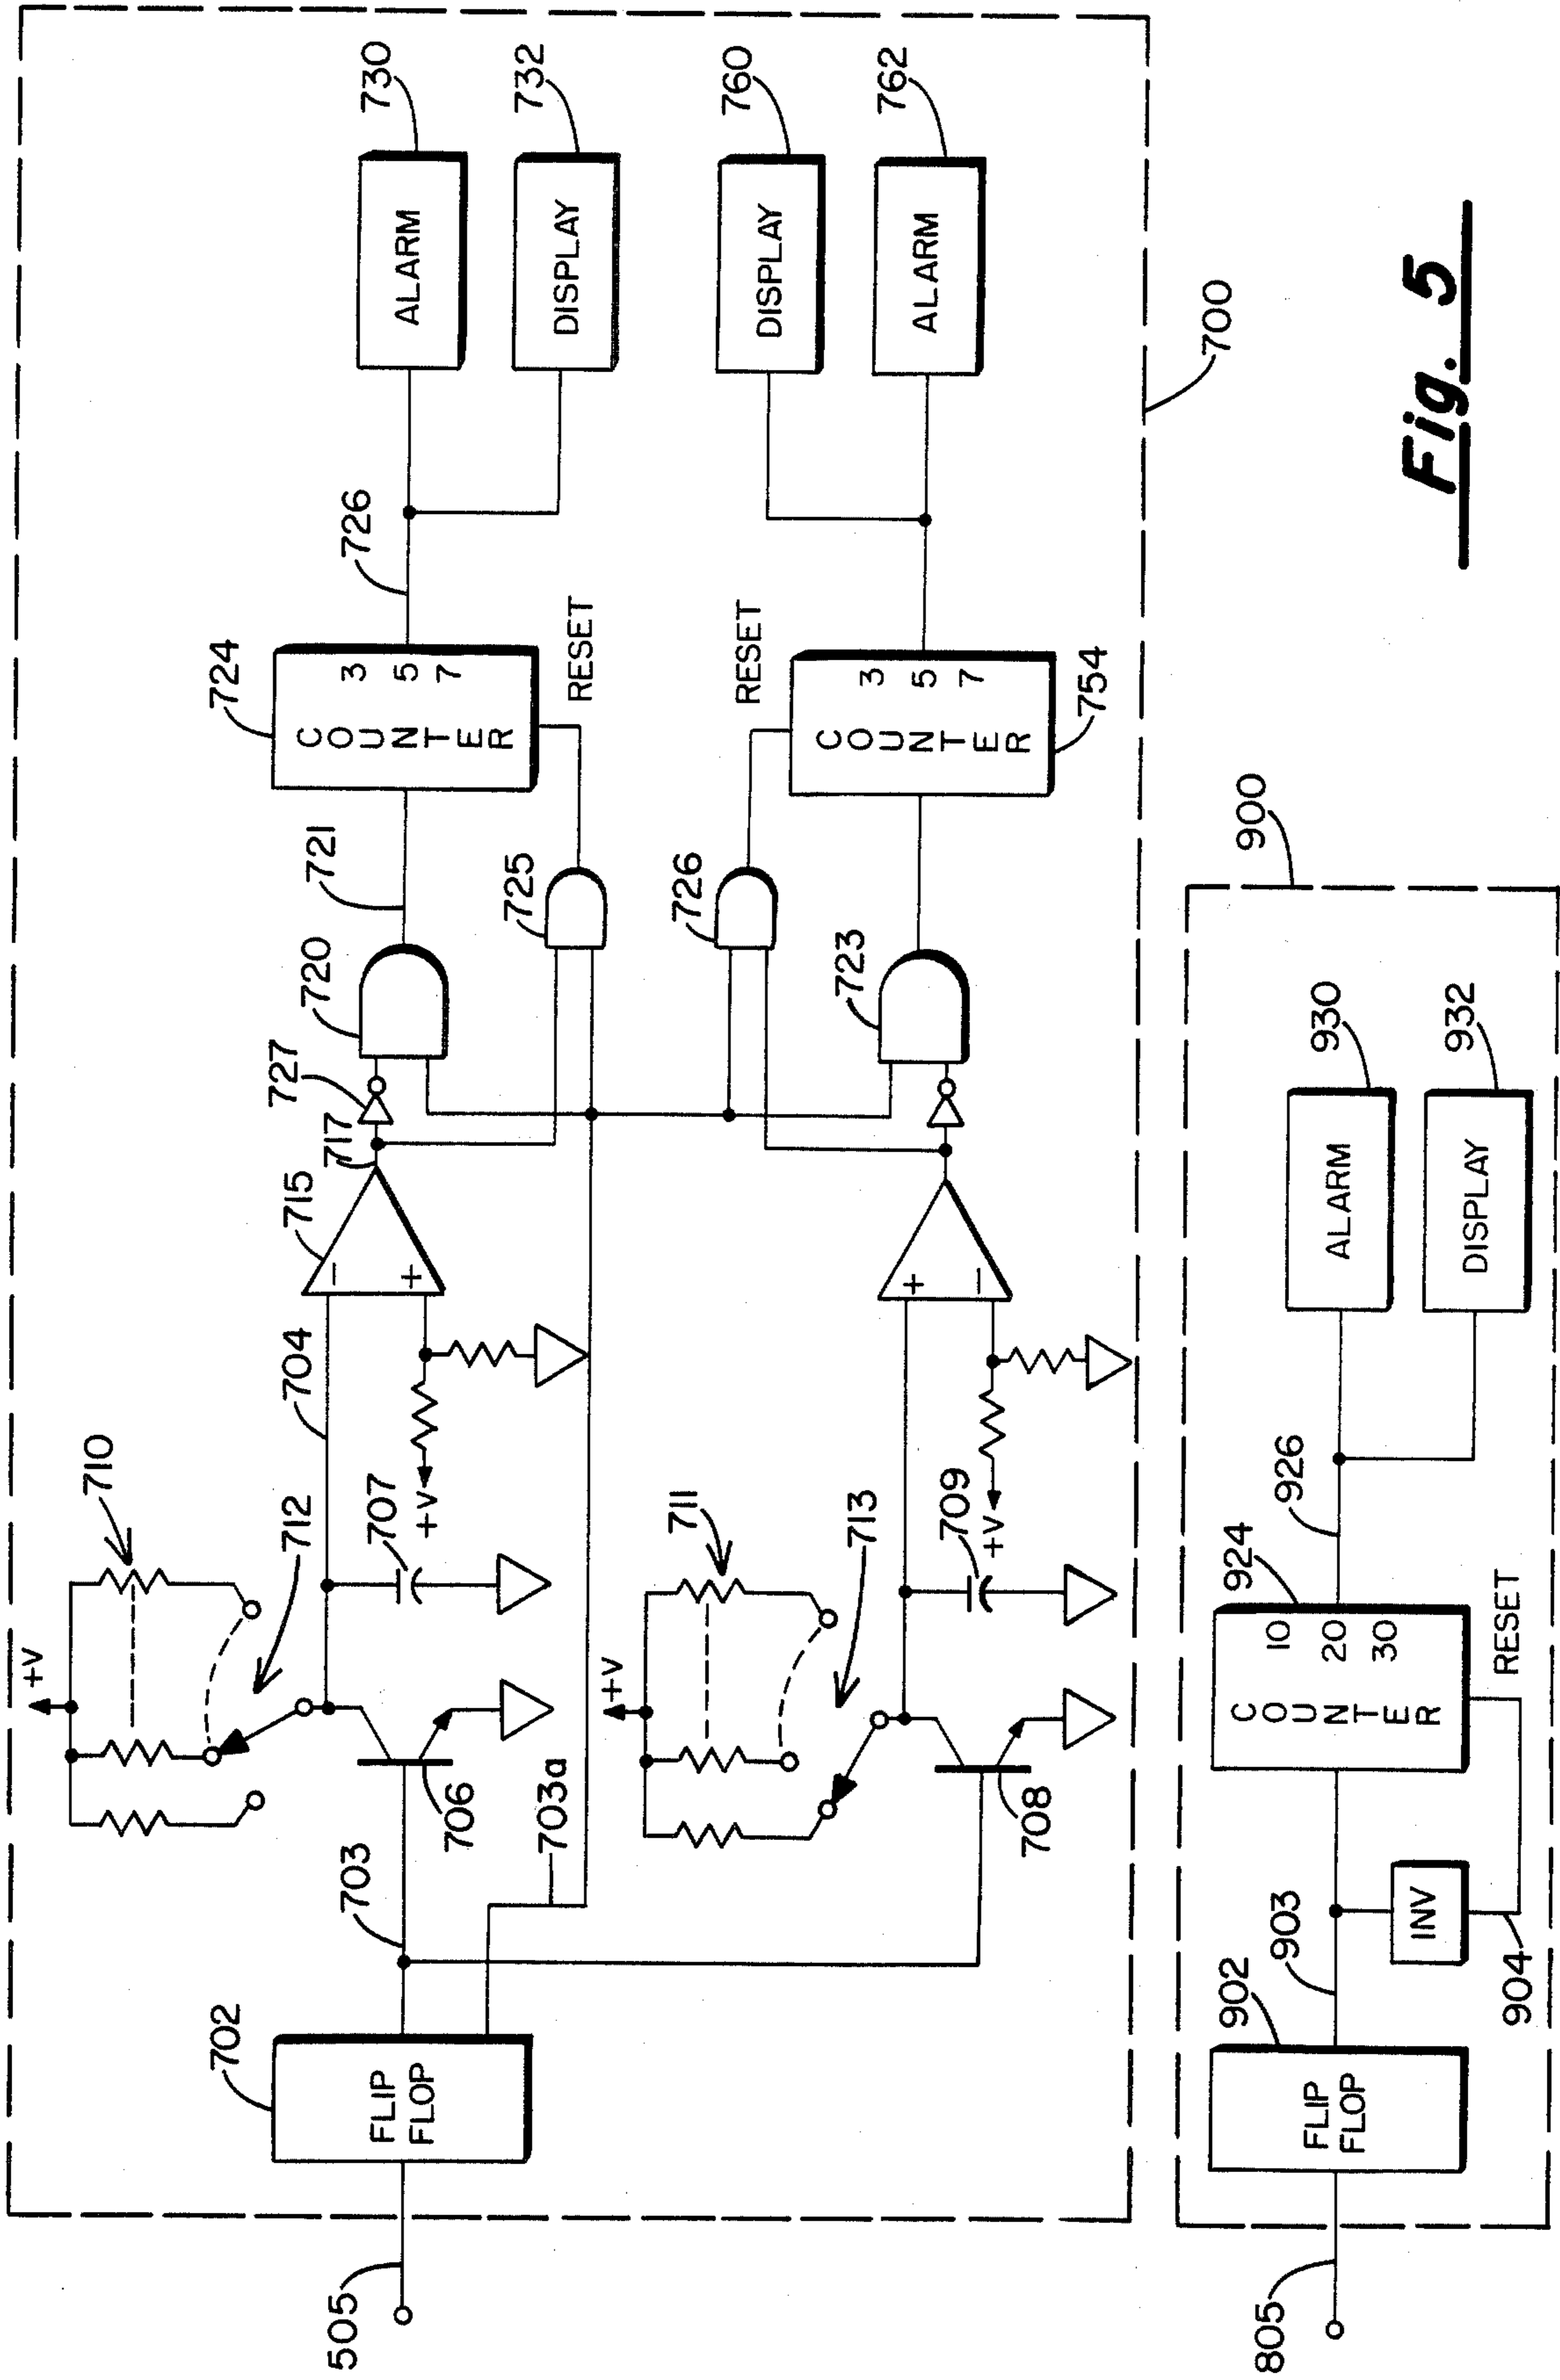 700
505
702
FLIP
FLOP
703
703a
706
708
+V
710
712
707
+V
704
715
717
727
720
721
725
724
COUNTER
3
5
7
RESET
726
ALARM
730
DISPLAY
732
+V
711
713
709
+V
−
+
+
−
726
723
RESET
COUNTER
3
5
7
754
DISPLAY
760
ALARM
762
900
805
902
FLIP
FLOP
903
INV
904
924
COUNTER
10
20
30
RESET
926
ALARM
930
DISPLAY
932
Fig. 5